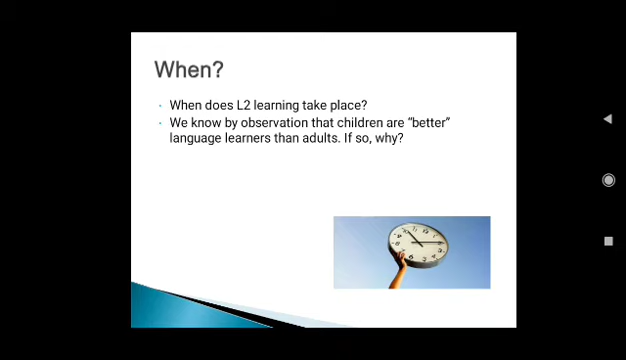 When?
When does L2 learning take place?
We know by observation that children are “better”
language learners than adults. If so, why?